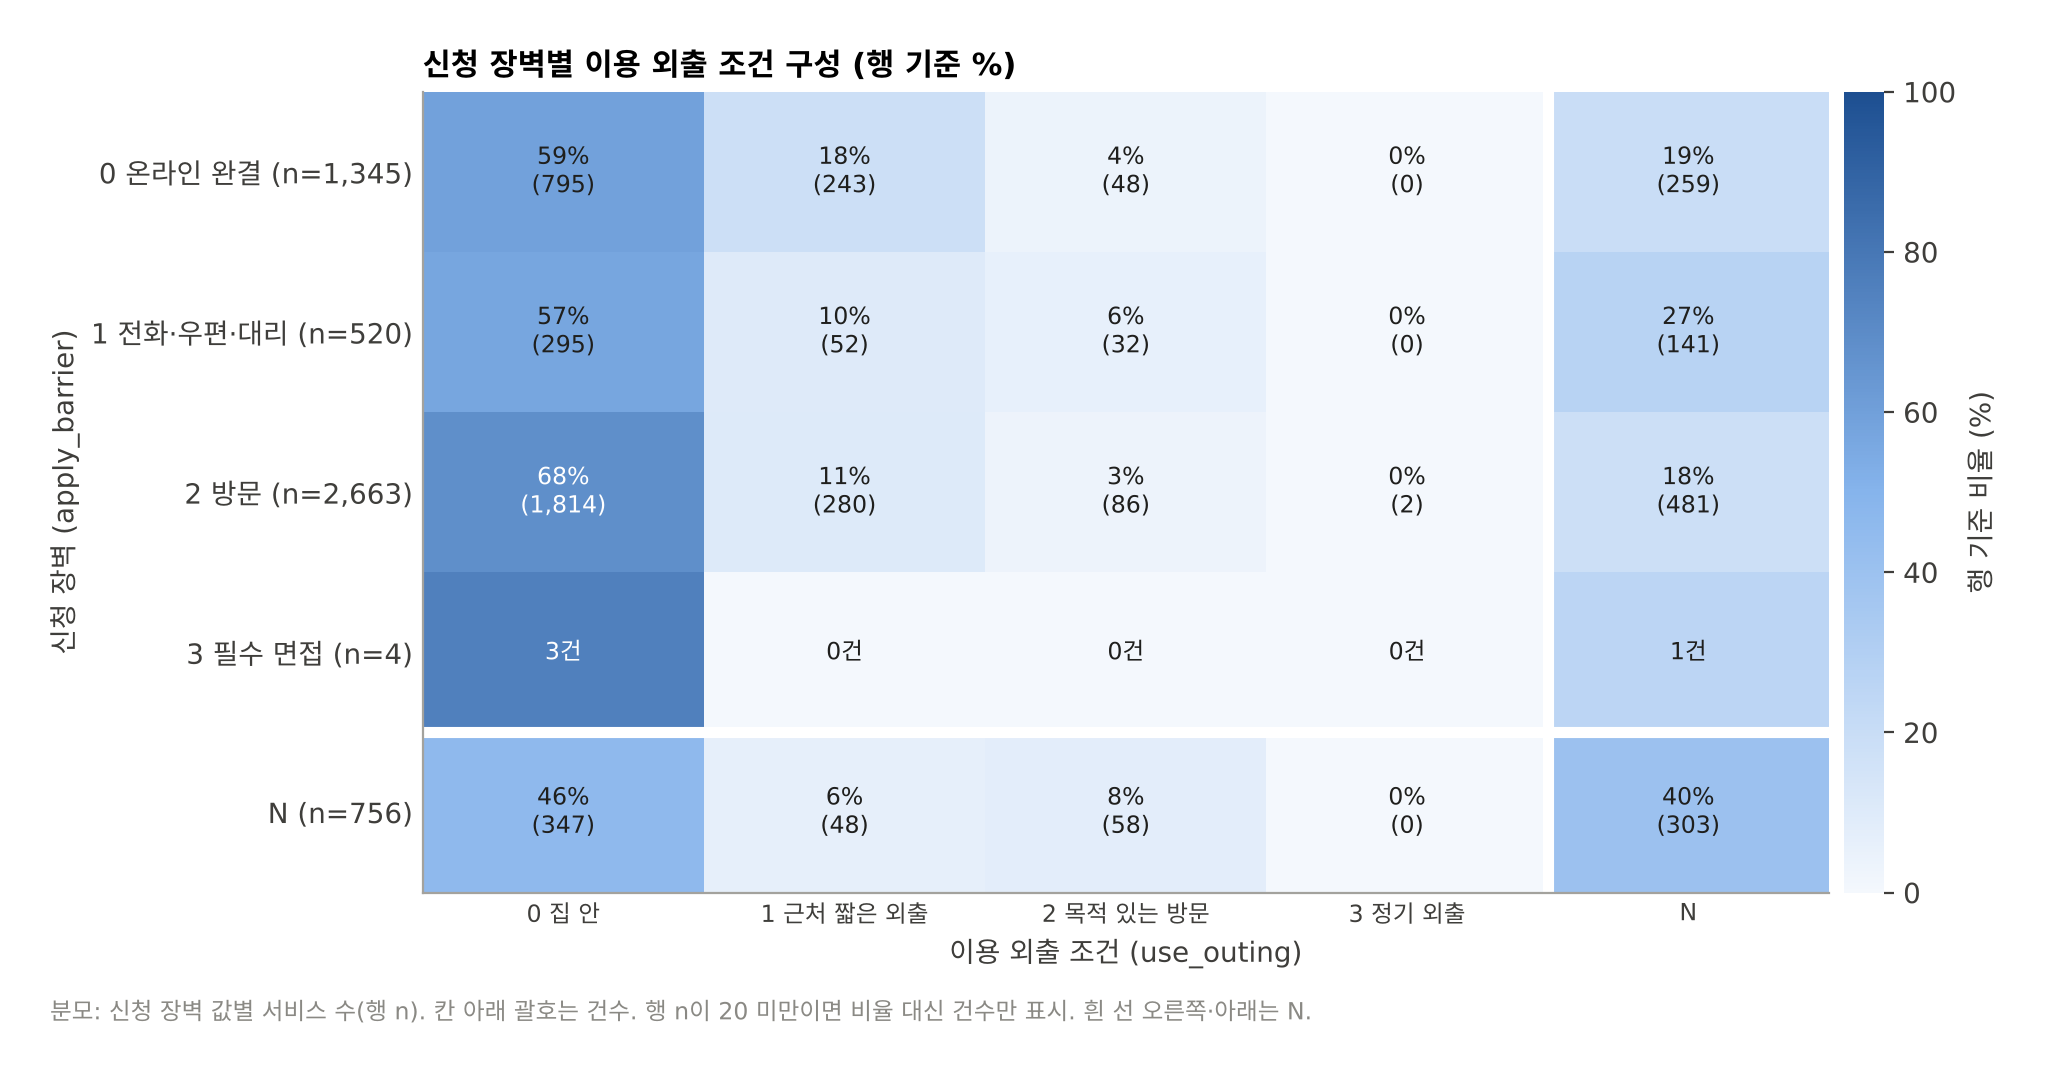 신청 장벽별 이용 외출 조건 구성 (행 기준 %)
신청 장벽 (apply_barrier)
0 온라인 완결 (n=1,345)
59%
(795)
18%
(243)
4%
(48)
0%
(0)
19%
(259)
1 전화·우편·대리 (n=520)
57%
(295)
10%
(52)
6%
(32)
0%
(0)
27%
(141)
2 방문 (n=2,663)
68%
(1,814)
11%
(280)
3%
(86)
0%
(2)
18%
(481)
3 필수 면접 (n=4)
3건
0건
0건
0건
1건
N (n=756)
46%
(347)
6%
(48)
8%
(58)
0%
(0)
40%
(303)
0 집 안
1 근처 짧은 외출
2 목적 있는 방문
3 정기 외출
N
이용 외출 조건 (use_outing)
100
80
60
40
20
0
행 기준 비율 (%)
분모: 신청 장벽 값별 서비스 수(행 n). 칸 아래 괄호는 건수. 행 n이 20 미만이면 비율 대신 건수만 표시. 흰 선 오른쪽·아래는 N.